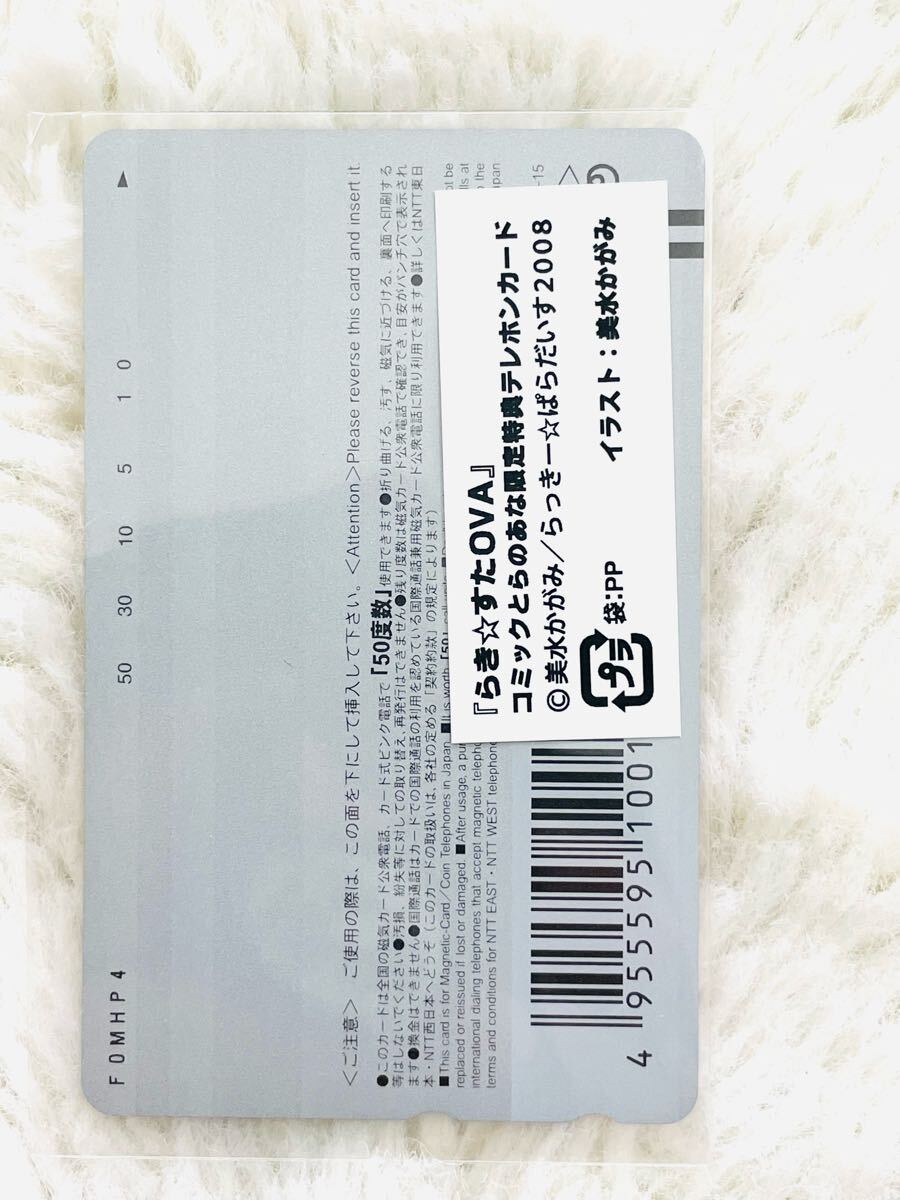 FOMHP4
50 30 10 5 1 0
<ご注意> ご使用の際は、この面を下にして挿入して下さい。<Attention>Please reverse this card and insert it.
●このカードは全国の磁気カード公衆電話、カード式ピンク電話で「50度数」使用できます●折り曲げる、汚す、磁気に近づける、裏面へ印刷する
等はしないでください●汚損、紛失等に対しての取り替え、再発行はできません●残り度数は磁気カード公衆電話で確認でき、目安がパンチ穴で表示され
ます●換金はできません●国際通話はカードでの国際通話の利用を認めている国際通話兼用磁気カード公衆電話に限り利用できます●詳しくはNTT東日
本・NTT西日本へどうぞ(このカードの取扱いは、各社の定める「契約約款」の規定によります)
■This card is for Magnetic-Card/Coin Telephones in Japan. ■It is worth「50」
replaced or reissued if lost or damaged. ■After usage, a
international dialing telephones that accept magnetic
terms and conditions for NTT EAST・NTT WEST telephone
-15
4 955595 1001
『らき☆すたOVA』
コミックとらのあな限定特典テレホンカード
©美水かがみ/らっきー☆ぱらだいす2008
プラ 袋:PP イラスト:美水かがみ